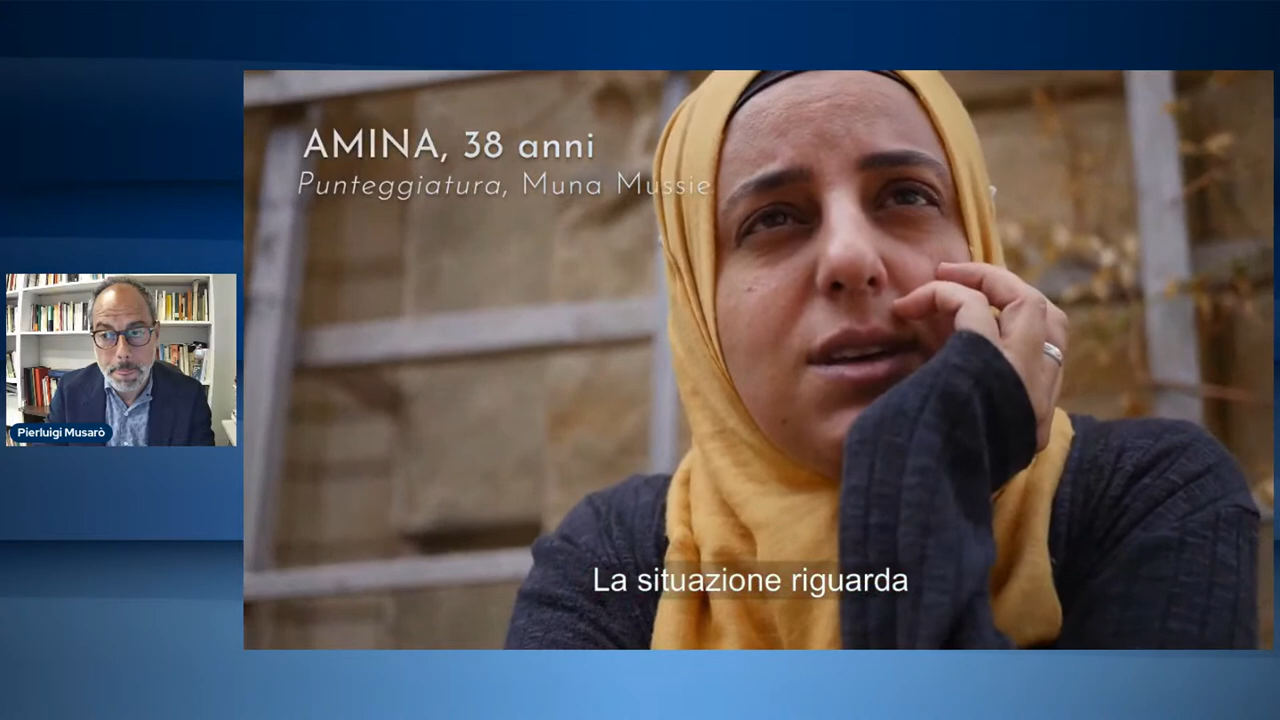 AMINA, 38 anni
Punteggiatura, Muna Mussie
Pierluigi Musarò
La situazione riguarda